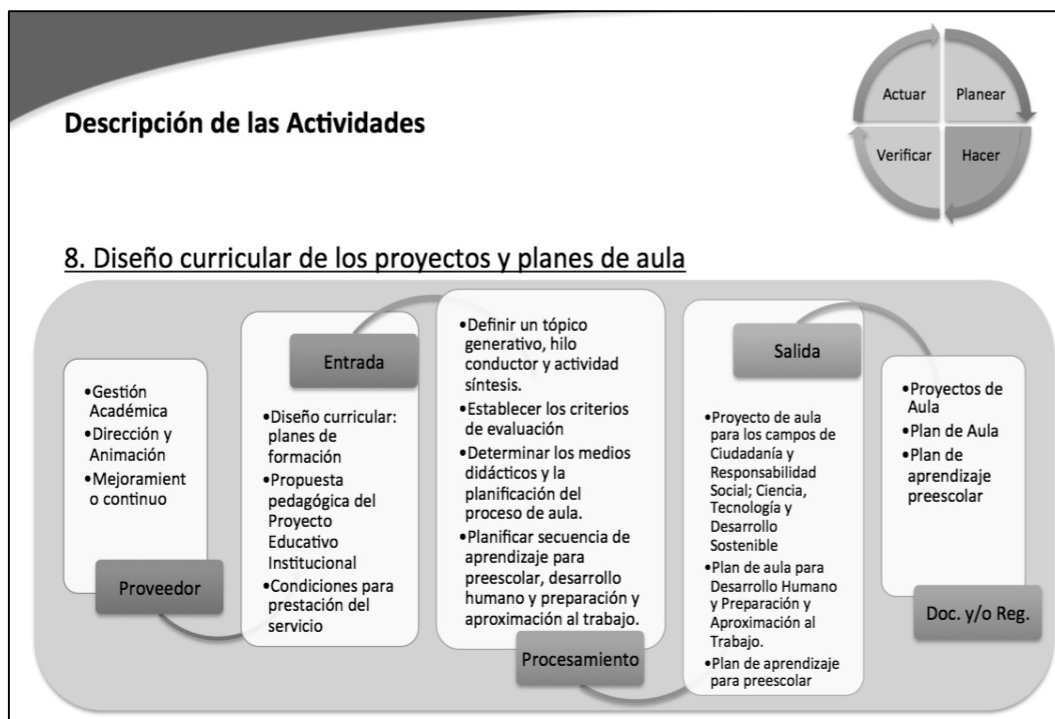 Actuar
Planear
Verificar
Hacer
Descripción de las Actividades
8. Diseño curricular de los proyectos y planes de aula
•Gestión
Académica
•Dirección y
Animación
•Mejoramient
o continuo
Proveedor
Entrada
•Diseño curricular:
planes de
formación
•Propuesta
pedagógica del
Proyecto
Educativo
Institucional
•Condiciones para
prestación del
servicio
•Definir un tópico
generativo, hilo
conductor y actividad
síntesis.
•Establecer los criterios
de evaluación
•Determinar los medios
didácticos y la
planificación del
proceso de aula.
•Planificar secuencia de
aprendizaje para
preescolar, desarrollo
humano y preparación y
aproximación al trabajo.
Procesamiento
Salida
•Proyecto de aula
para los campos de
Ciudadanía y
Responsabilidad
Social; Ciencia,
Tecnología y
Desarrollo
Sostenible
•Plan de aula para
Desarrollo Humano
y Preparación y
Aproximación al
Trabajo.
•Plan de aprendizaje
para preescolar
•Proyectos de
Aula
•Plan de Aula
•Plan de
aprendizaje
preescolar
Doc. y/o Reg.